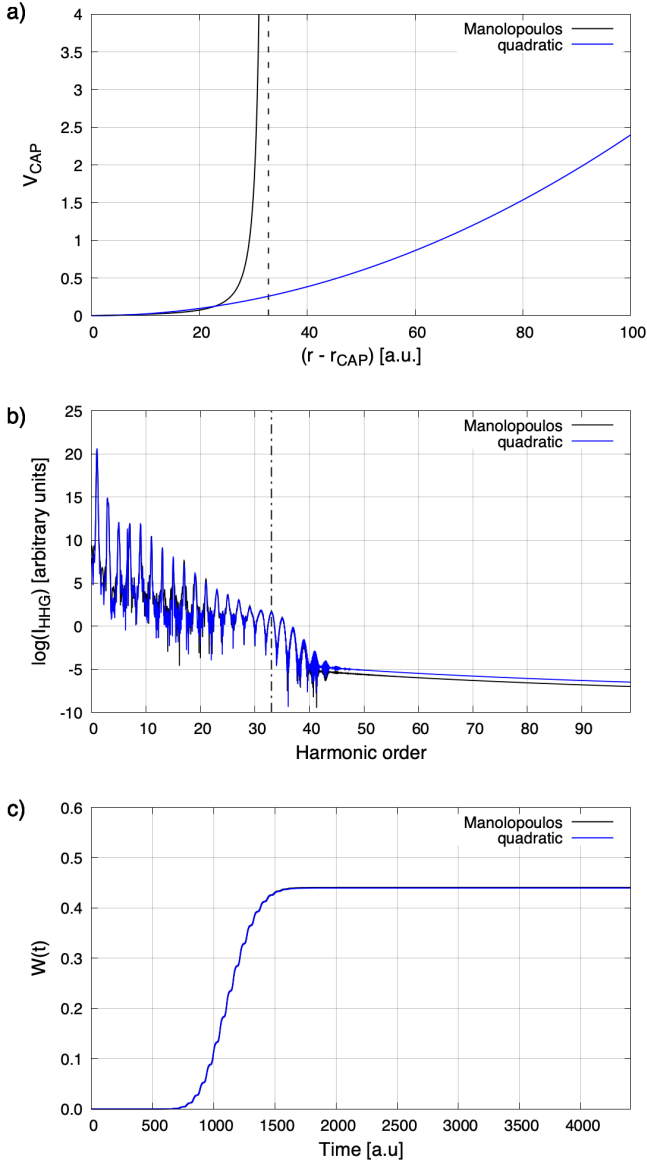 a)
4
3.5
3
2.5
2
1.5
1
0.5
0
V_CAP
Manolopoulos
quadratic
0 20 40 60 80 100
(r - r_CAP) [a.u.]
b)
25
20
15
10
5
0
-5
-10
log(I_HHG) [arbitrary units]
Manolopoulos
quadratic
0 10 20 30 40 50 60 70 80 90
Harmonic order
c)
0.6
0.5
0.4
0.3
0.2
0.1
0.0
W(t)
Manolopoulos
quadratic
0 500 1000 1500 2000 2500 3000 3500 4000
Time [a.u]